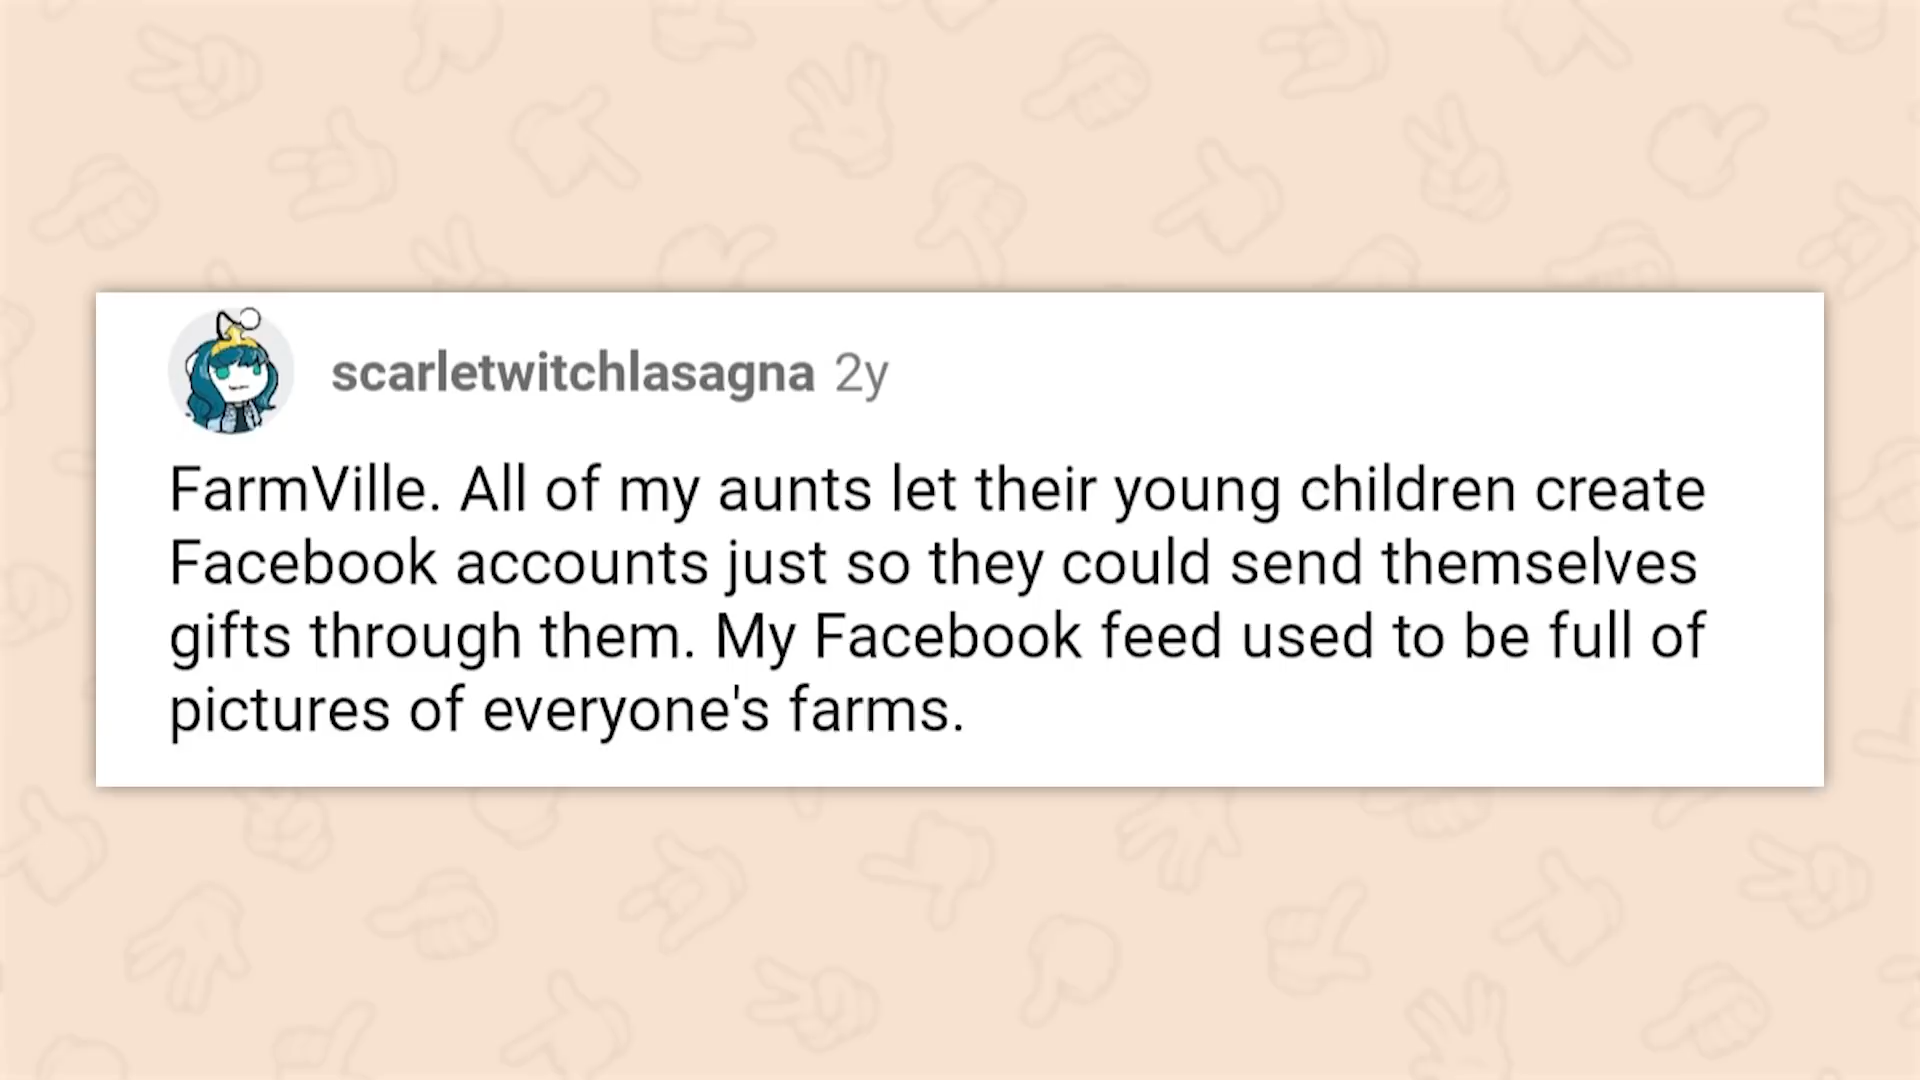 scarletwitchlasagna 2y
FarmVille. All of my aunts let their young children create
Facebook accounts just so they could send themselves
gifts through them. My Facebook feed used to be full of
pictures of everyone's farms.